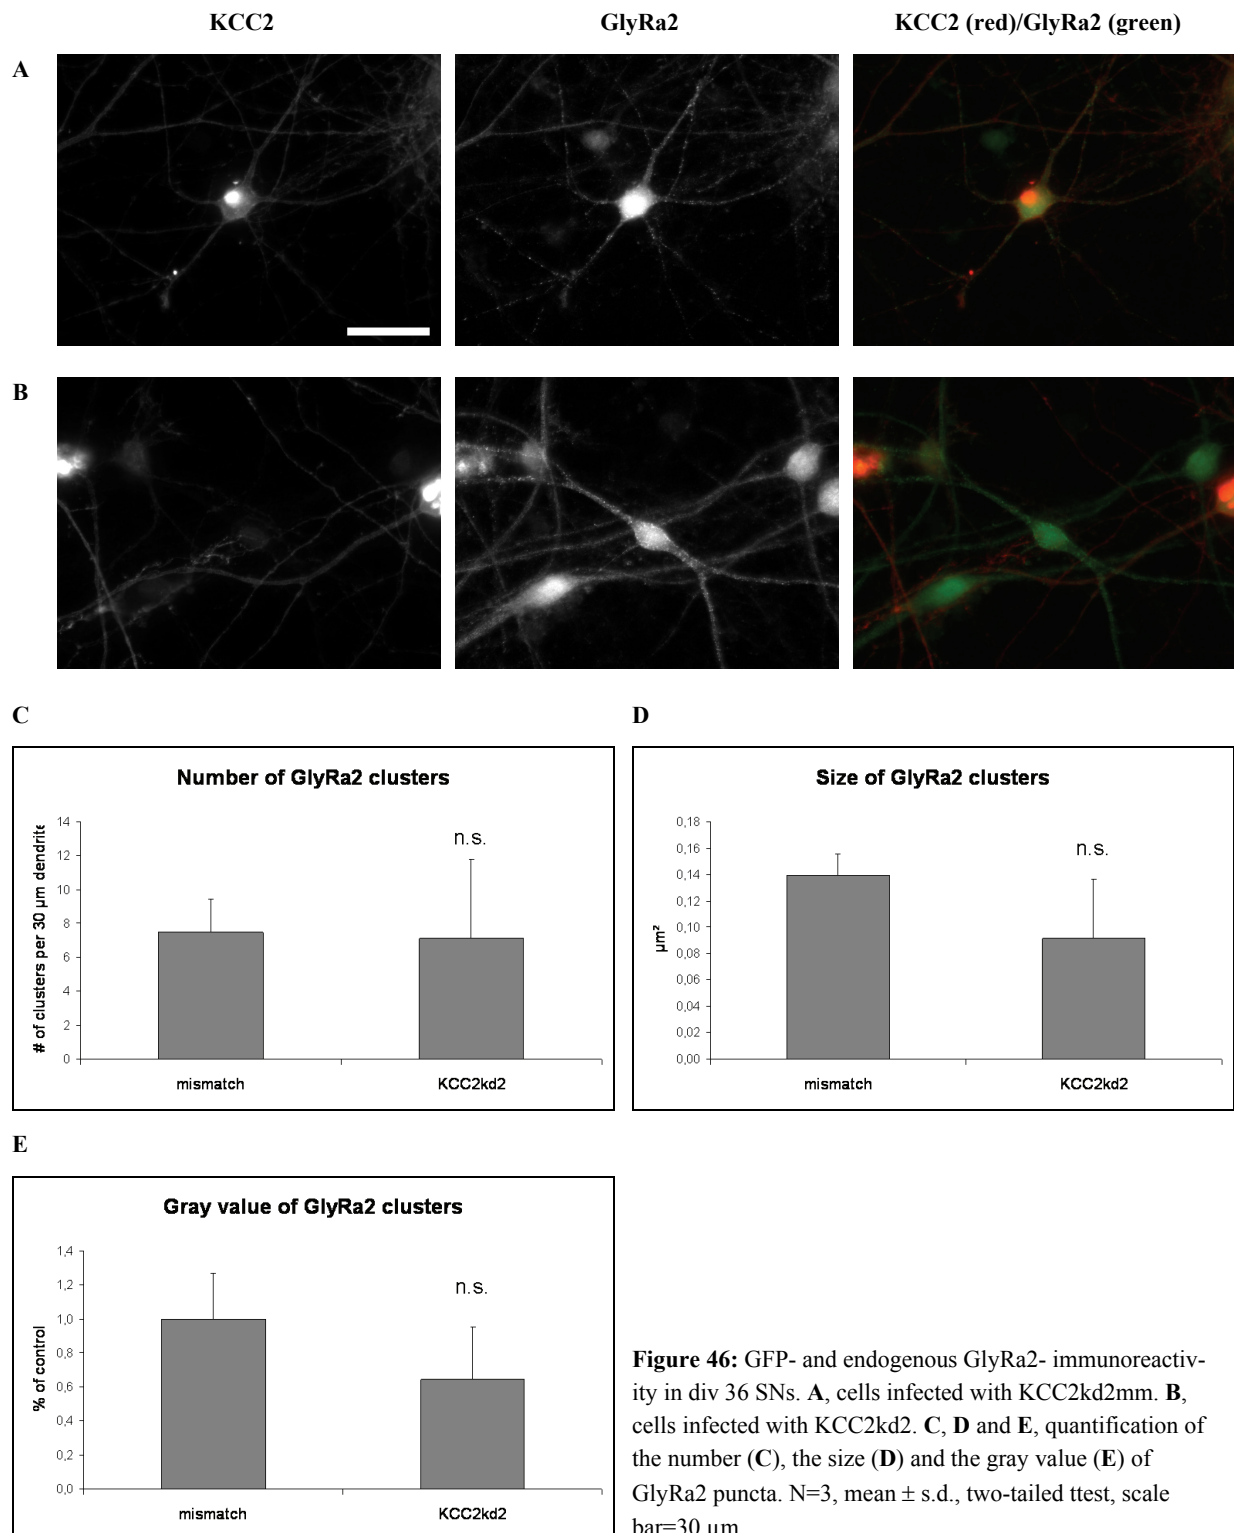 KCC2 GlyRa2 KCC2 (red)/GlyRa2 (green)
A
B
C D
Number of GlyRa2 clusters
# of clusters per 30 µm dendrite
14
12
10
8
6
4
2
0
n.s.
mismatch KCC2kd2
Size of GlyRa2 clusters
µm²
0,18
0,16
0,14
0,12
0,10
0,08
0,06
0,04
0,02
0,00
n.s.
mismatch KCC2kd2
E
Gray value of GlyRa2 clusters
% of control
1,4
1,2
1,0
0,8
0,6
0,4
0,2
0,0
n.s.
mismatch KCC2kd2
Figure 46: GFP- and endogenous GlyRa2- immunoreactiv-
ity in div 36 SNs. A, cells infected with KCC2kd2mm. B,
cells infected with KCC2kd2. C, D and E, quantification of
the number (C), the size (D) and the gray value (E) of
GlyRa2 puncta. N=3, mean ± s.d., two-tailed ttest, scale
bar=30 µm